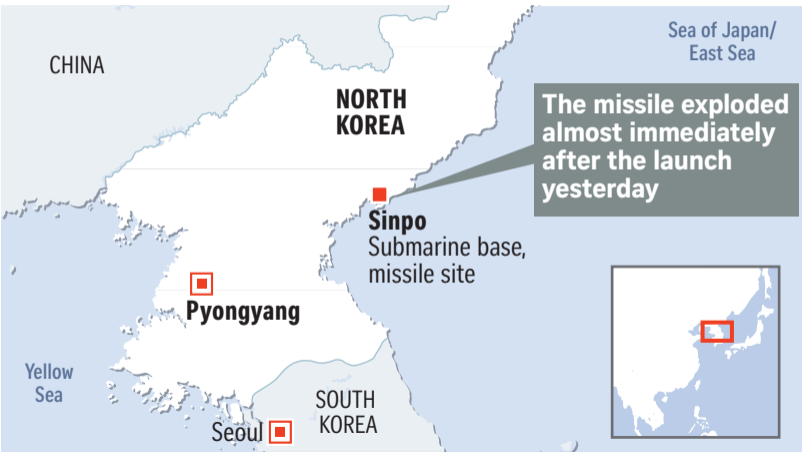 Sea of Japan/
East Sea
CHINA
NORTH
KOREA
The missile exploded
almost immediately
after the launch
yesterday
Sinpo
Submarine base,
missile site
Pyongyang
Yellow
Sea
SOUTH
KOREA
Seoul